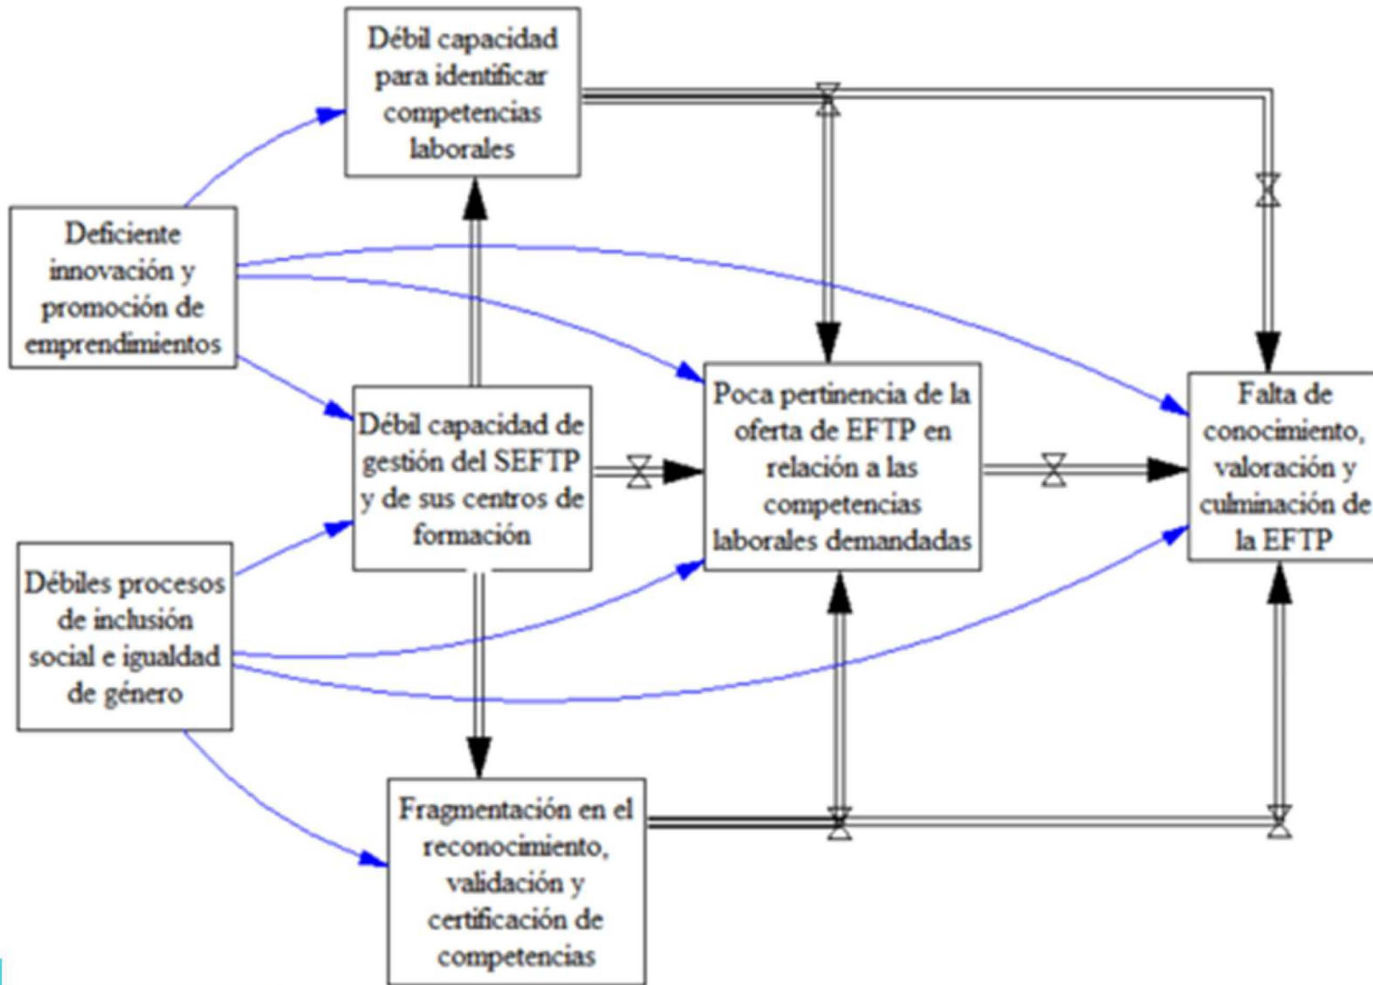 Débil capacidad
para identificar
competencias
laborales
Deficiente
innovación y
promoción de
emprendimientos
Débil capacidad de
gestión del SEFTP
y de sus centros de
formación
Poca pertinencia de la
oferta de EFTP en
relación a las
competencias
laborales demandadas
Falta de
conocimiento,
valoración y
culminación de
la EFTP
Débiles procesos
de inclusión
social e igualdad
de género
Fragmentación en el
reconocimiento,
validación y
certificación de
competencias